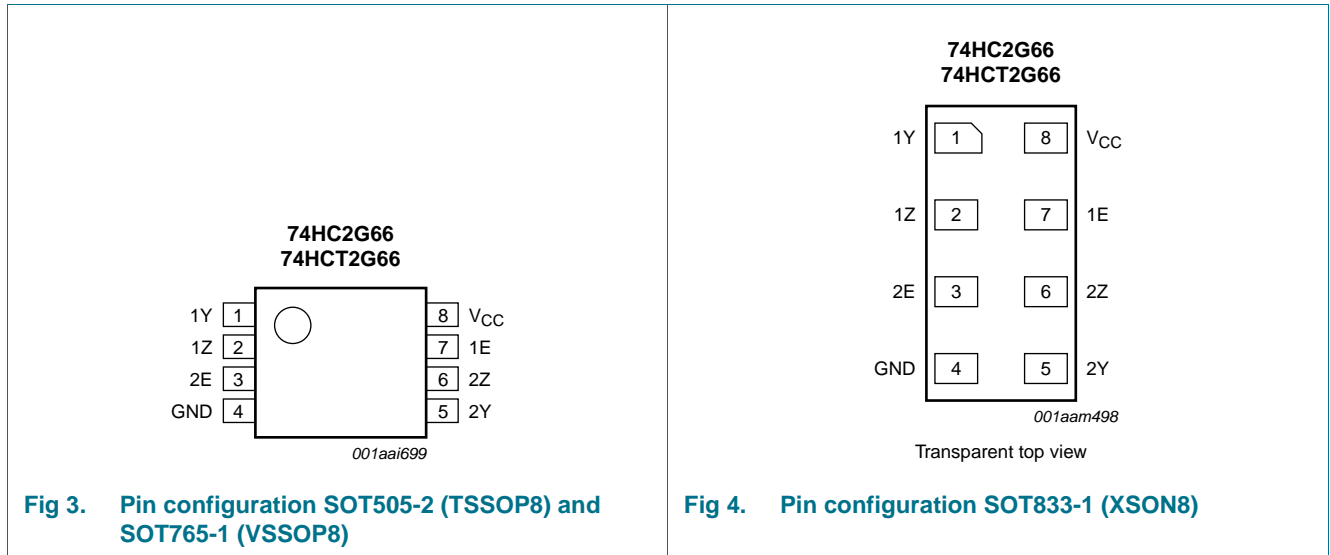 74HC2G66
74HCT2G66
1Y 1 8 VCC
1Z 2 7 1E
2E 3 6 2Z
GND 4 5 2Y
001aai699
Fig 3. Pin configuration SOT505-2 (TSSOP8) and
SOT765-1 (VSSOP8)
74HC2G66
74HCT2G66
1Y 1 8 VCC
1Z 2 7 1E
2E 3 6 2Z
GND 4 5 2Y
001aam498
Transparent top view
Fig 4. Pin configuration SOT833-1 (XSON8)